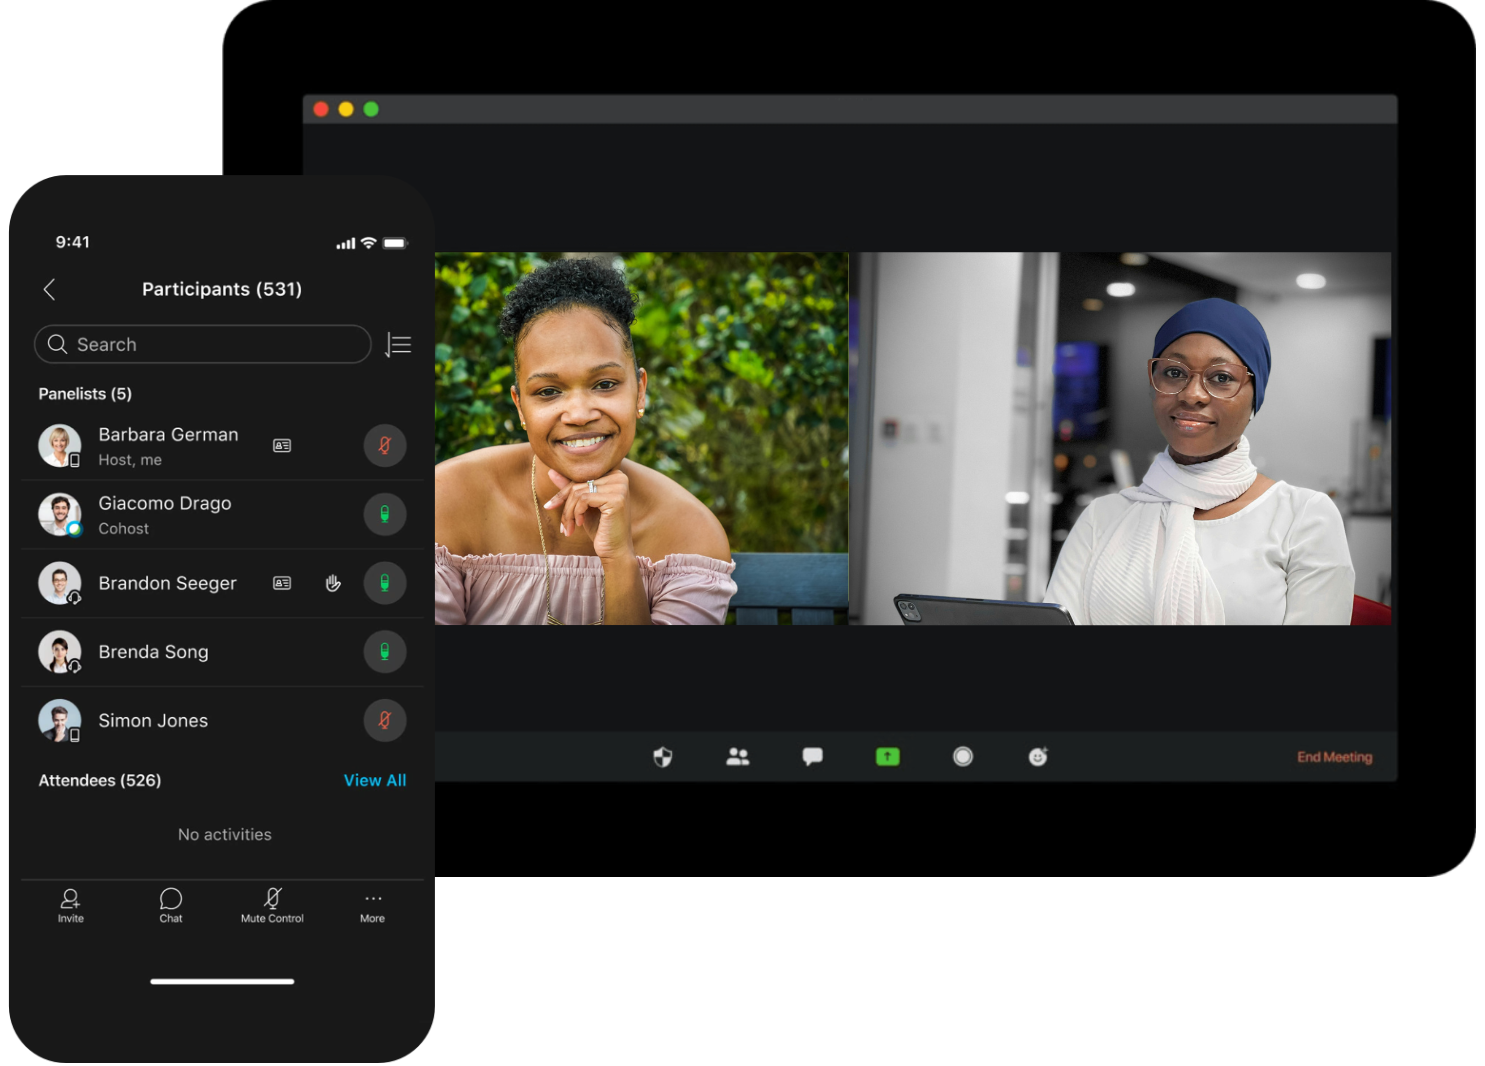 9:41
Participants (531)
Search
Panelists (5)
Barbara German
Host, me
Giacomo Drago
Cohost
Brandon Seeger
Brenda Song
Simon Jones
Attendees (526)
View All
No activities
Invite
Chat
Mute Control
More
End Meeting